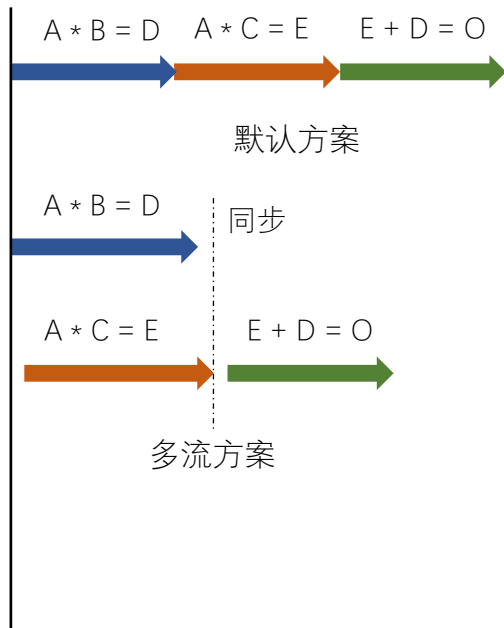 A * B = D
A * C = E
E + D = O
默认方案
A * B = D
同步
A * C = E
E + D = O
多流方案